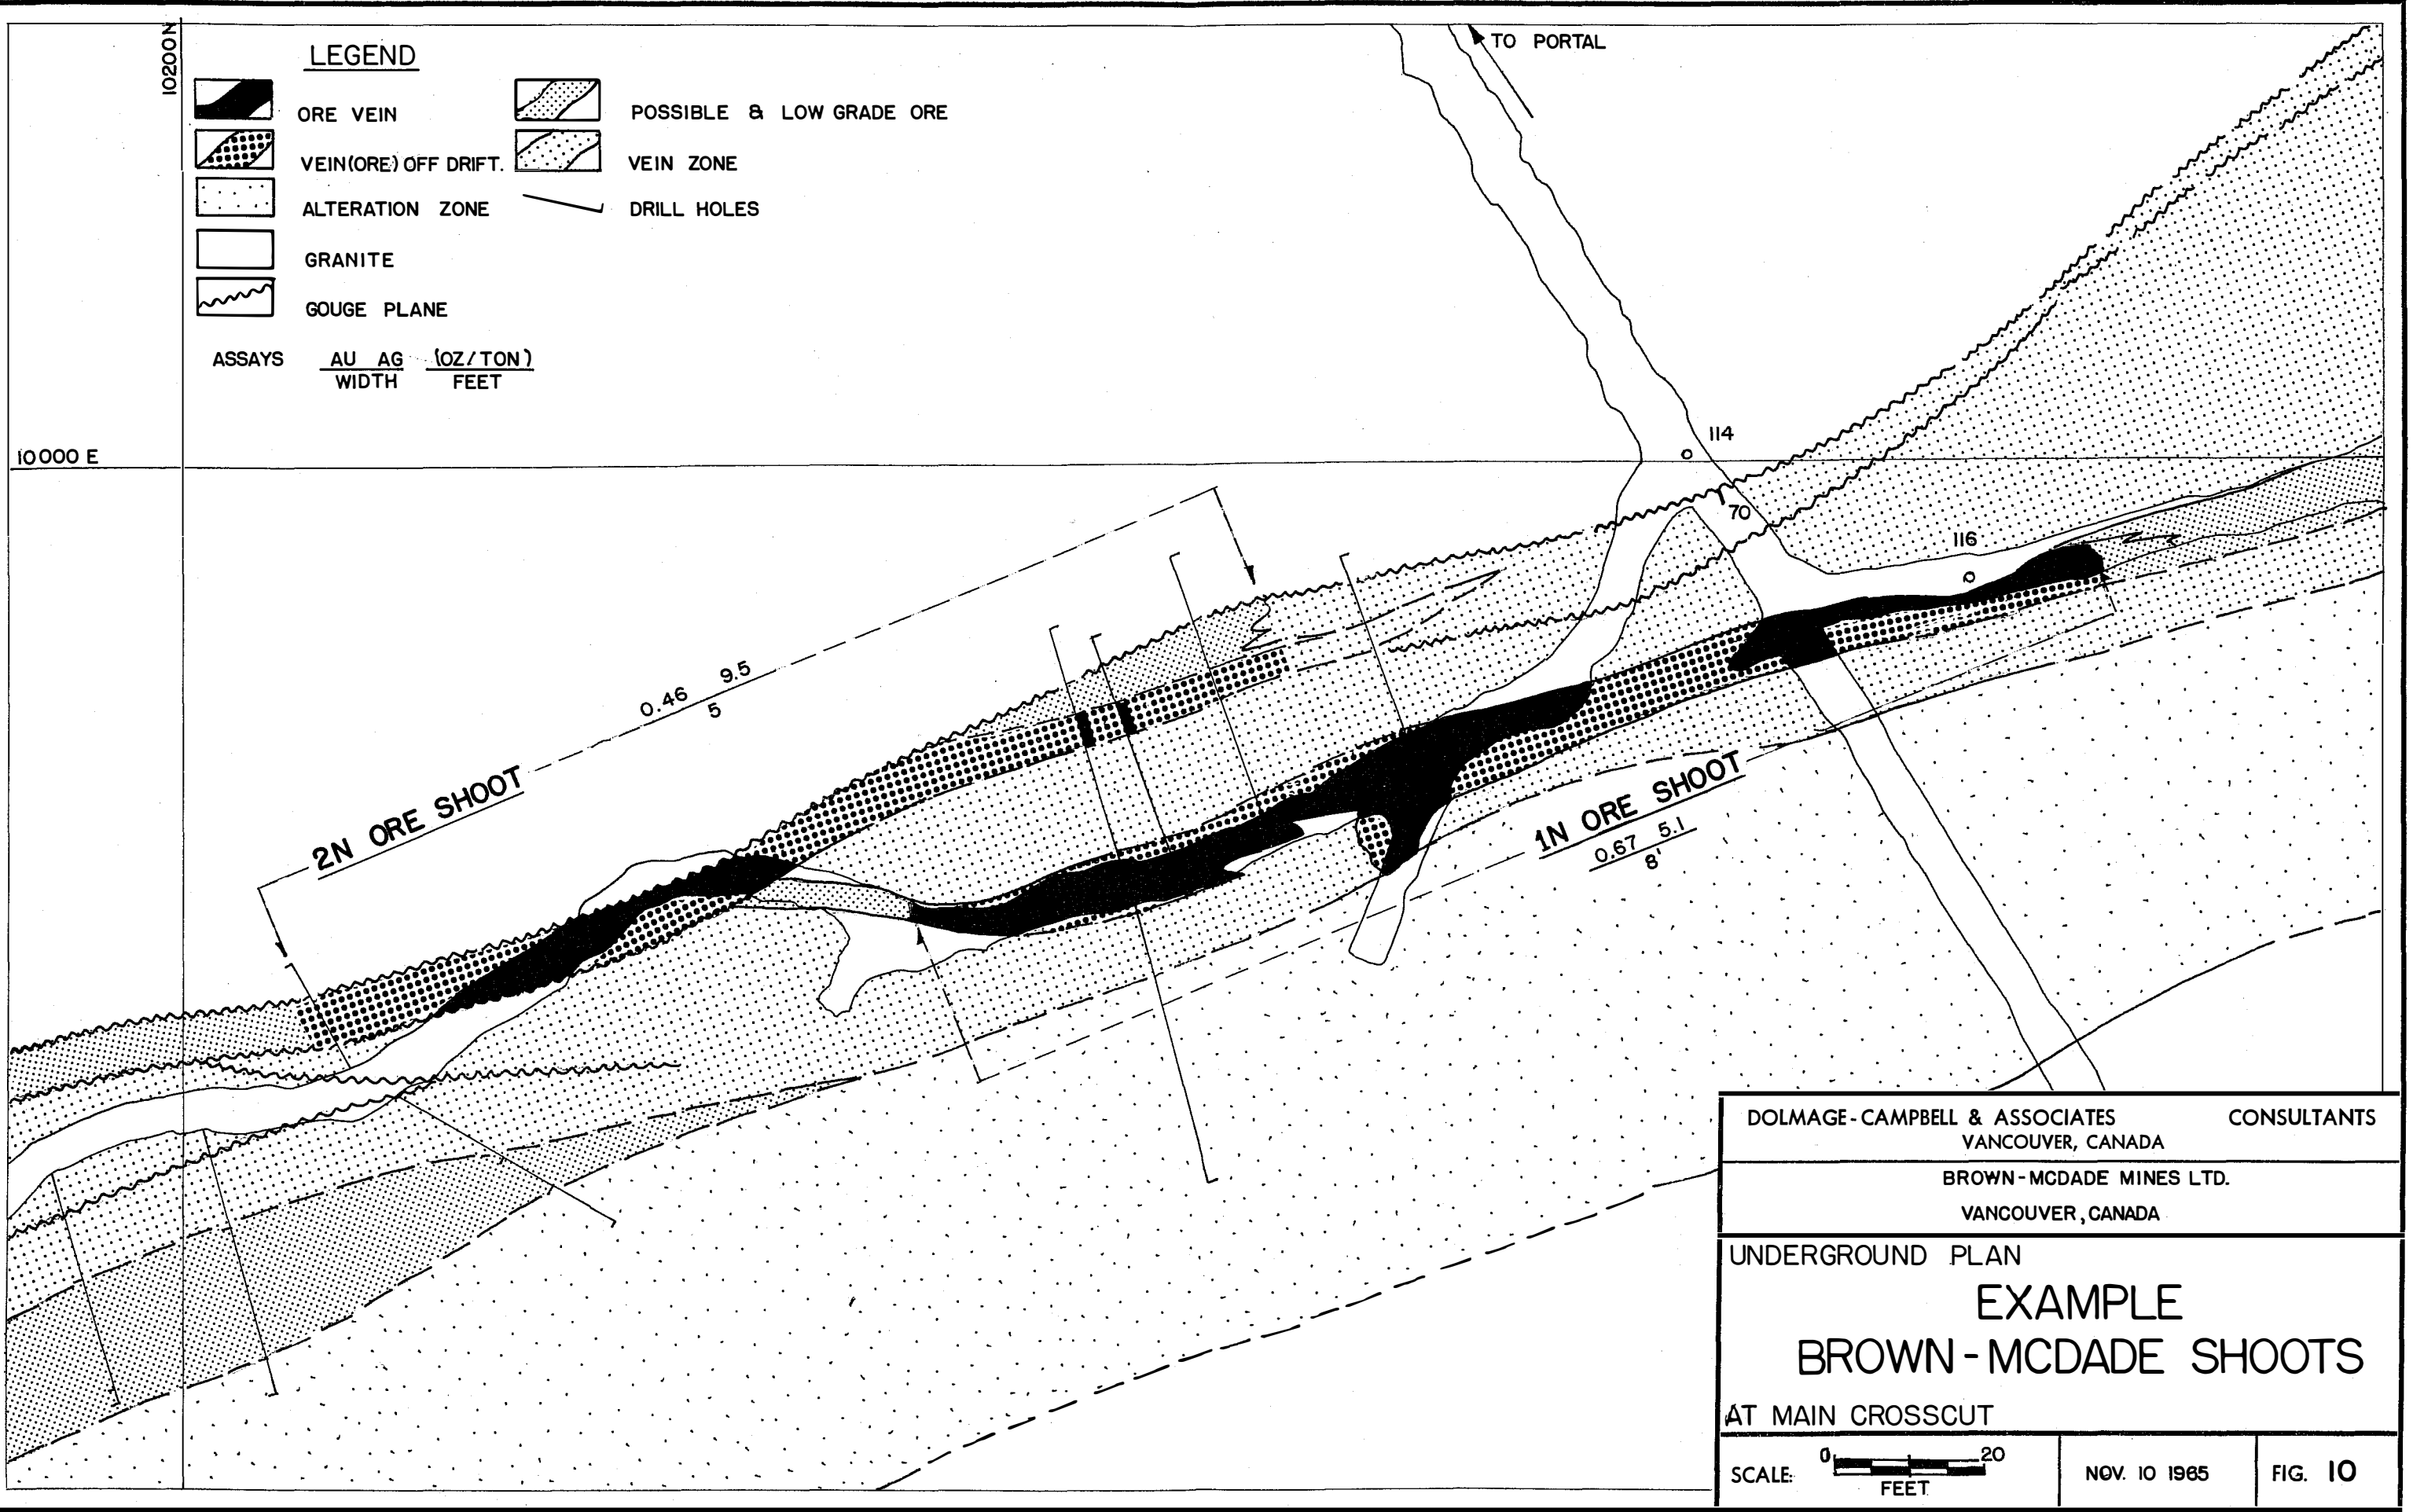 10200N
LEGEND
ORE VEIN
POSSIBLE & LOW GRADE ORE
VEIN(ORE) OFF DRIFT.
VEIN ZONE
ALTERATION ZONE
DRILL HOLES
GRANITE
GOUGE PLANE
ASSAYS AU AG (OZ/TON)
WIDTH FEET
TO PORTAL
10000 E
114
70
116
0.46 9.5
5
2N ORE SHOOT
1N ORE SHOOT
0.67 5.1
8'
DOLMAGE-CAMPBELL & ASSOCIATES CONSULTANTS
VANCOUVER, CANADA
BROWN-MCDADE MINES LTD.
VANCOUVER, CANADA
UNDERGROUND PLAN
EXAMPLE
BROWN-MCDADE SHOOTS
AT MAIN CROSSCUT
SCALE: 0 20
FEET
NOV. 10 1965
FIG. 10